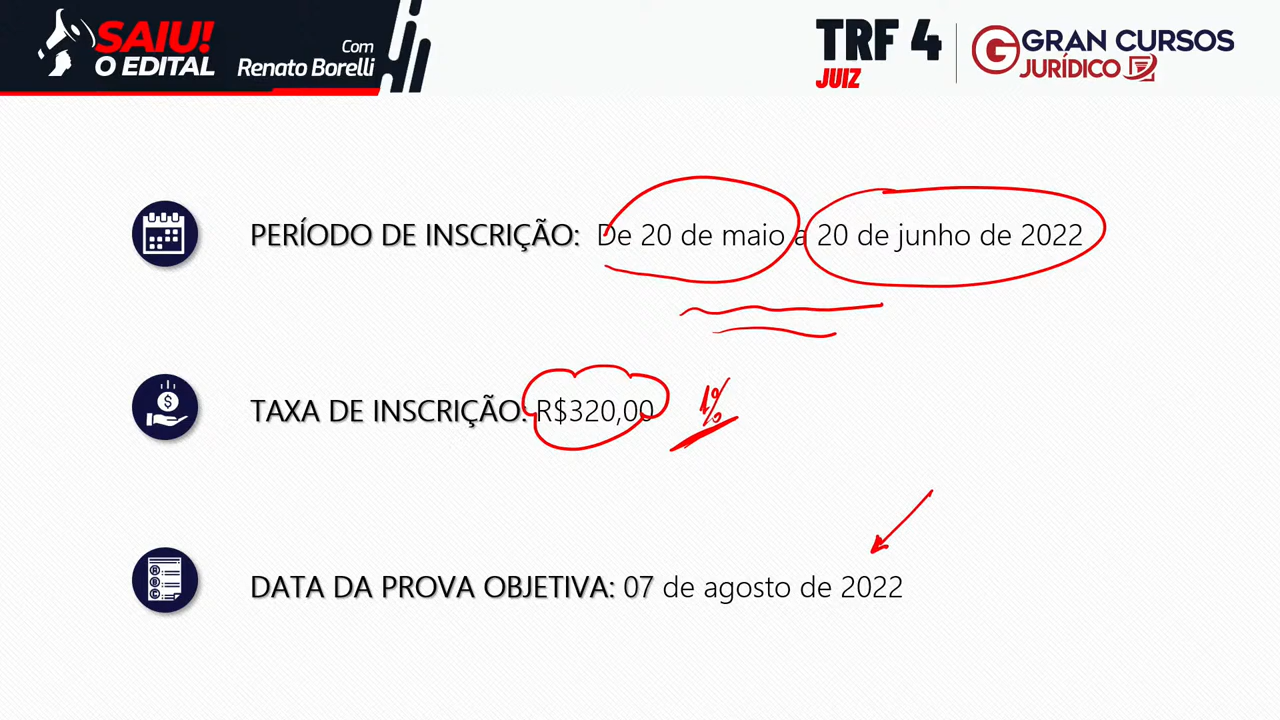 SAIU!
O EDITAL
Com
Renato Borelli
TRF 4
JUIZ
GRAN CURSOS
JURÍDICO
PERÍODO DE INSCRIÇÃO: De 20 de maio a 20 de junho de 2022
TAXA DE INSCRIÇÃO: R$320,00 1%
DATA DA PROVA OBJETIVA: 07 de agosto de 2022